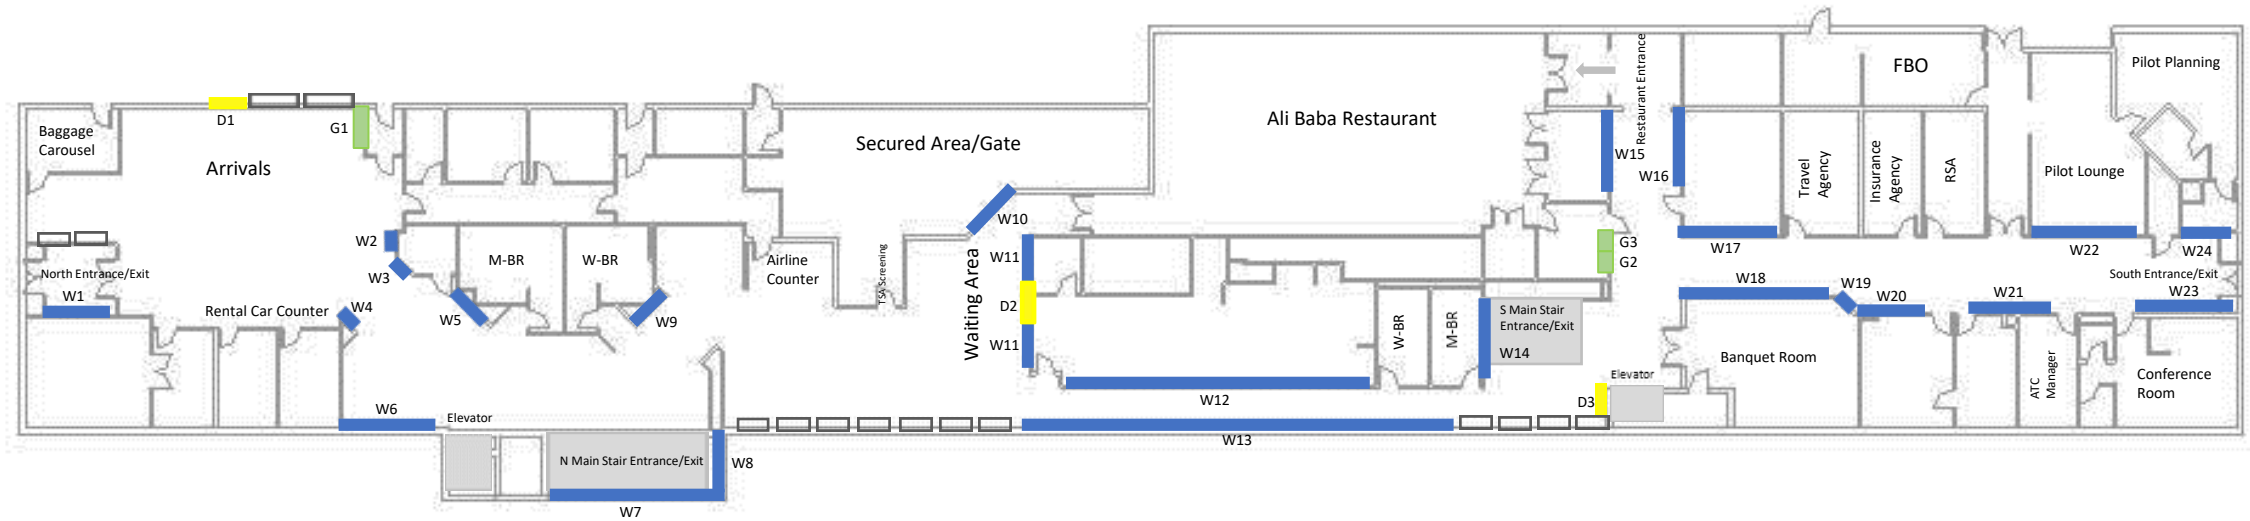 Restaurant Entrance
FBO
Pilot Planning
D1
G1
Baggage
Carousel
Ali Baba Restaurant
Secured Area/Gate
Arrivals
W15
W16
Travel
Agency
Insurance
Agency
RSA
Pilot Lounge
W10
W2
W3
G3
G2
W17
W22
W24
M-BR
W-BR
Airline
Counter
TSA Screening
Waiting Area
W11
North Entrance/Exit
W1
South Entrance/Exit
W18
W19
W20
W21
W23
Rental Car Counter
W4
W5
W9
D2
W11
S Main Stair
Entrance/Exit
W14
W-BR
M-BR
Banquet Room
ATC
Manager
Conference
Room
Elevator
D3
W12
W6
Elevator
W13
N Main Stair Entrance/Exit
W8
W7